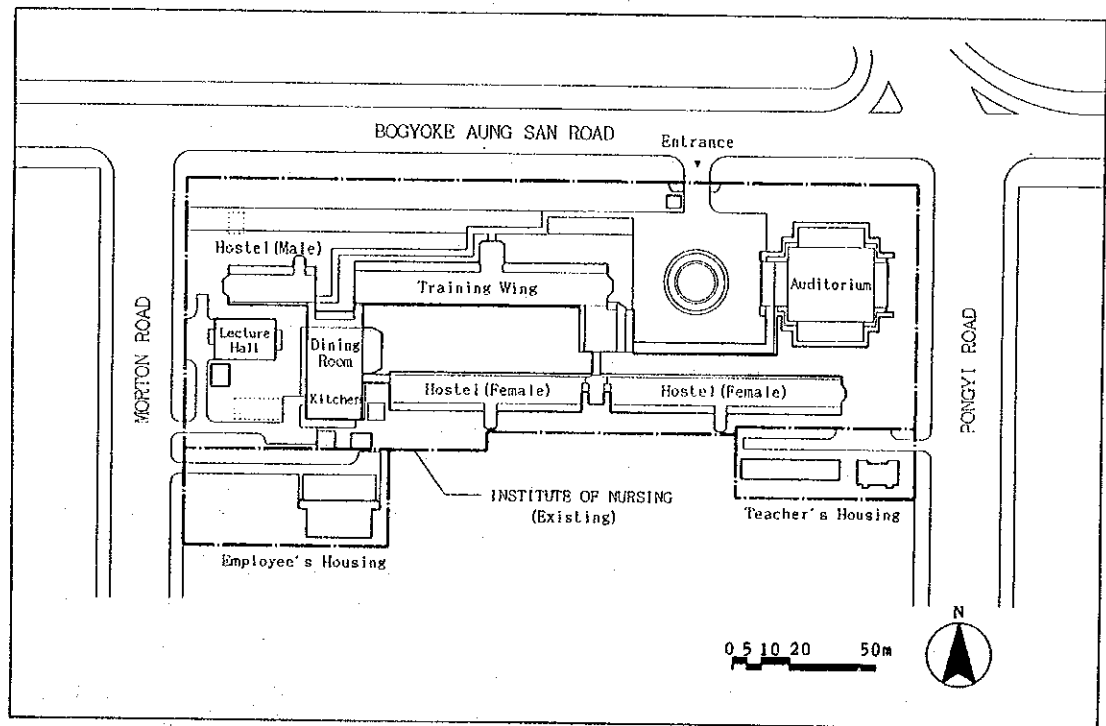 BOGYOKE AUNG SAN ROAD
Entrance
Hostel(Male)
Training Wing
Auditorium
Lecture
Hall
Dining
Room
MORTON ROAD
PONGYI ROAD
Kitchen
Hostel(Female)
Hostel(Female)
INSTITUTE OF NURSING
(Existing)
Teacher's Housing
Employee's Housing
N
0 5 10 20 50m